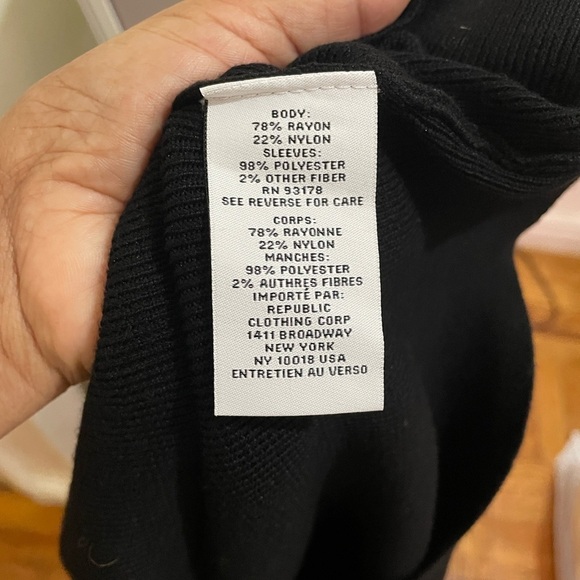 BODY:
78% RAYON
22% NYLON
SLEEVES:
98% POLYESTER
2% OTHER FIBER
RN 93178
SEE REVERSE FOR CARE
CORPS:
78% RAYONNE
22% NYLON
MANCHES:
98% POLYESTER
2% AUTHRES FIBRES
IMPORTÉ PAR:
REPUBLIC
CLOTHING CORP
1411 BROADWAY
NEW YORK
NY 10018 USA
ENTRETIEN AU VERSO